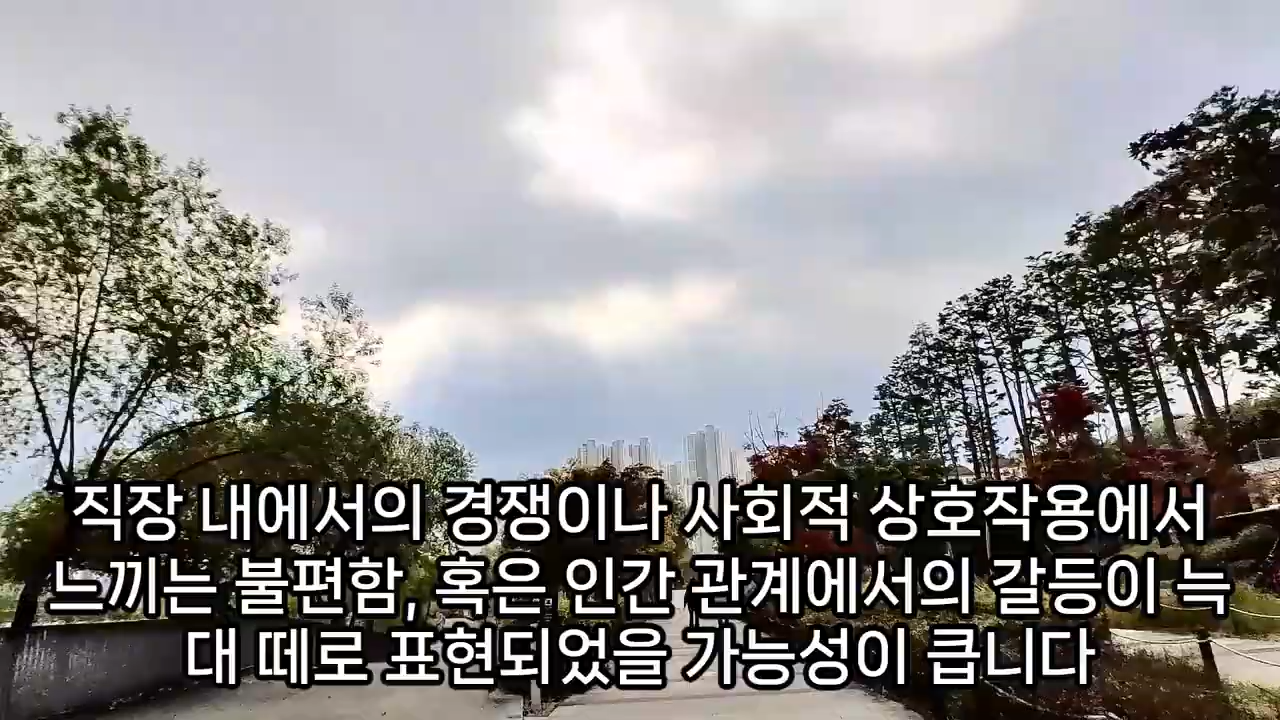 직장 내에서의 경쟁이나 사회적 상호작용에서
느끼는 불편함, 혹은 인간 관계에서의 갈등이 늑
대 떼로 표현되었을 가능성이 큽니다